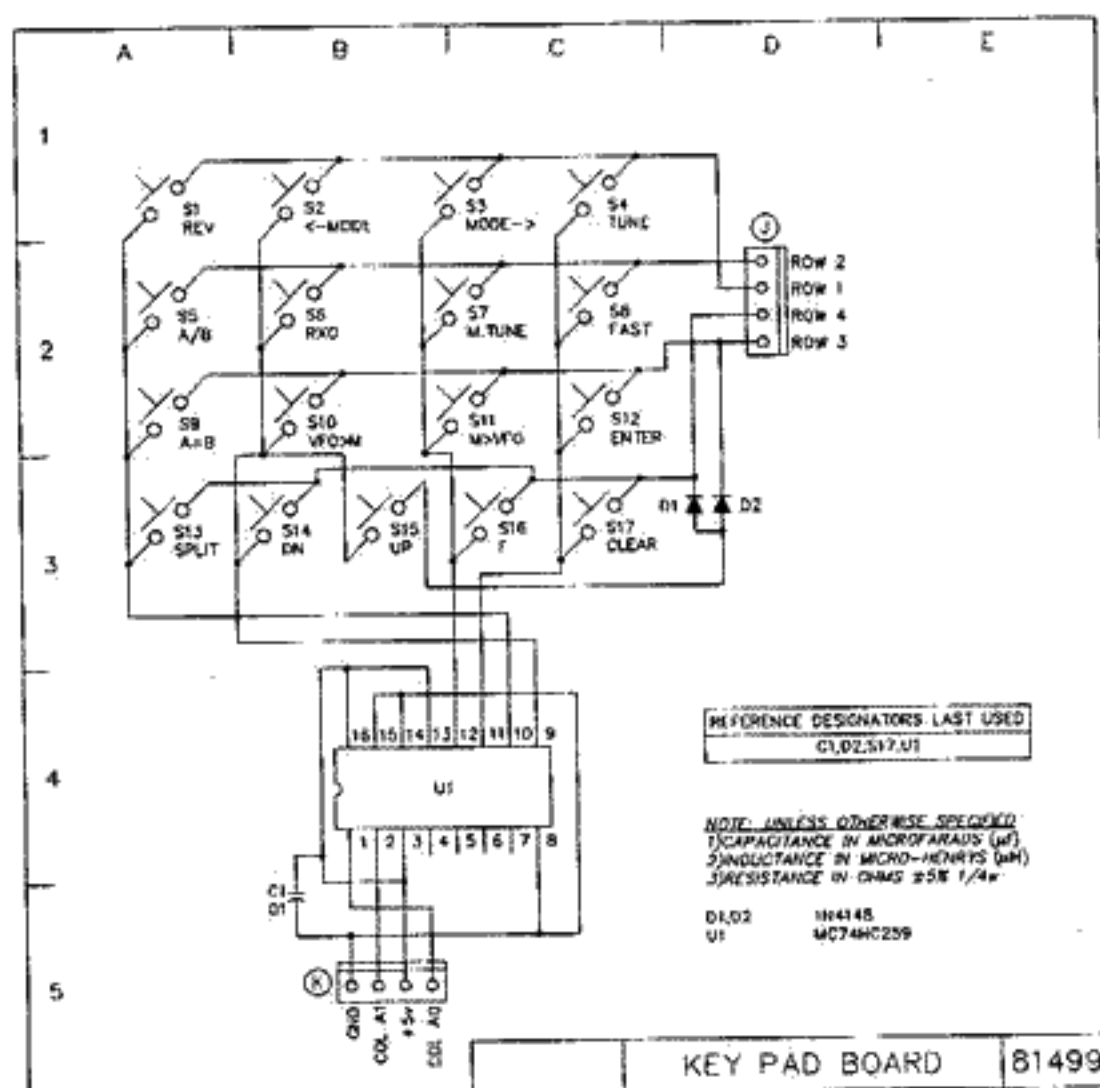 A B C D E
1
S1
REV
S2
<-MODE
S3
MODE->
S4
TUNE
J
ROW 2
ROW 1
ROW 4
ROW 3
2
S5
A/B
S6
RXO
S7
M.TUNE
S8
FAST
S9
A=B
S10
VFO>M
S11
M>VFO
S12
ENTER
3
S13
SPLIT
S14
DN
S15
UP
S16
F
S17
CLEAR
D1
D2
4
16 15 14 13 12 11 10 9
U1
1 2 3 4 5 6 7 8
REFERENCE DESIGNATORS LAST USED
C1,D2,S17,U1
NOTE: UNLESS OTHERWISE SPECIFIED
1)CAPACITANCE IN MICROFARADS (µf)
2)INDUCTANCE IN MICRO-HENRYS (µH)
3)RESISTANCE IN OHMS ±5% 1/4w
D1,D2 1N4148
U1 MC74HC259
C1
01
5
K
GND
COL A1
+5v
COL A0
KEY PAD BOARD 81499